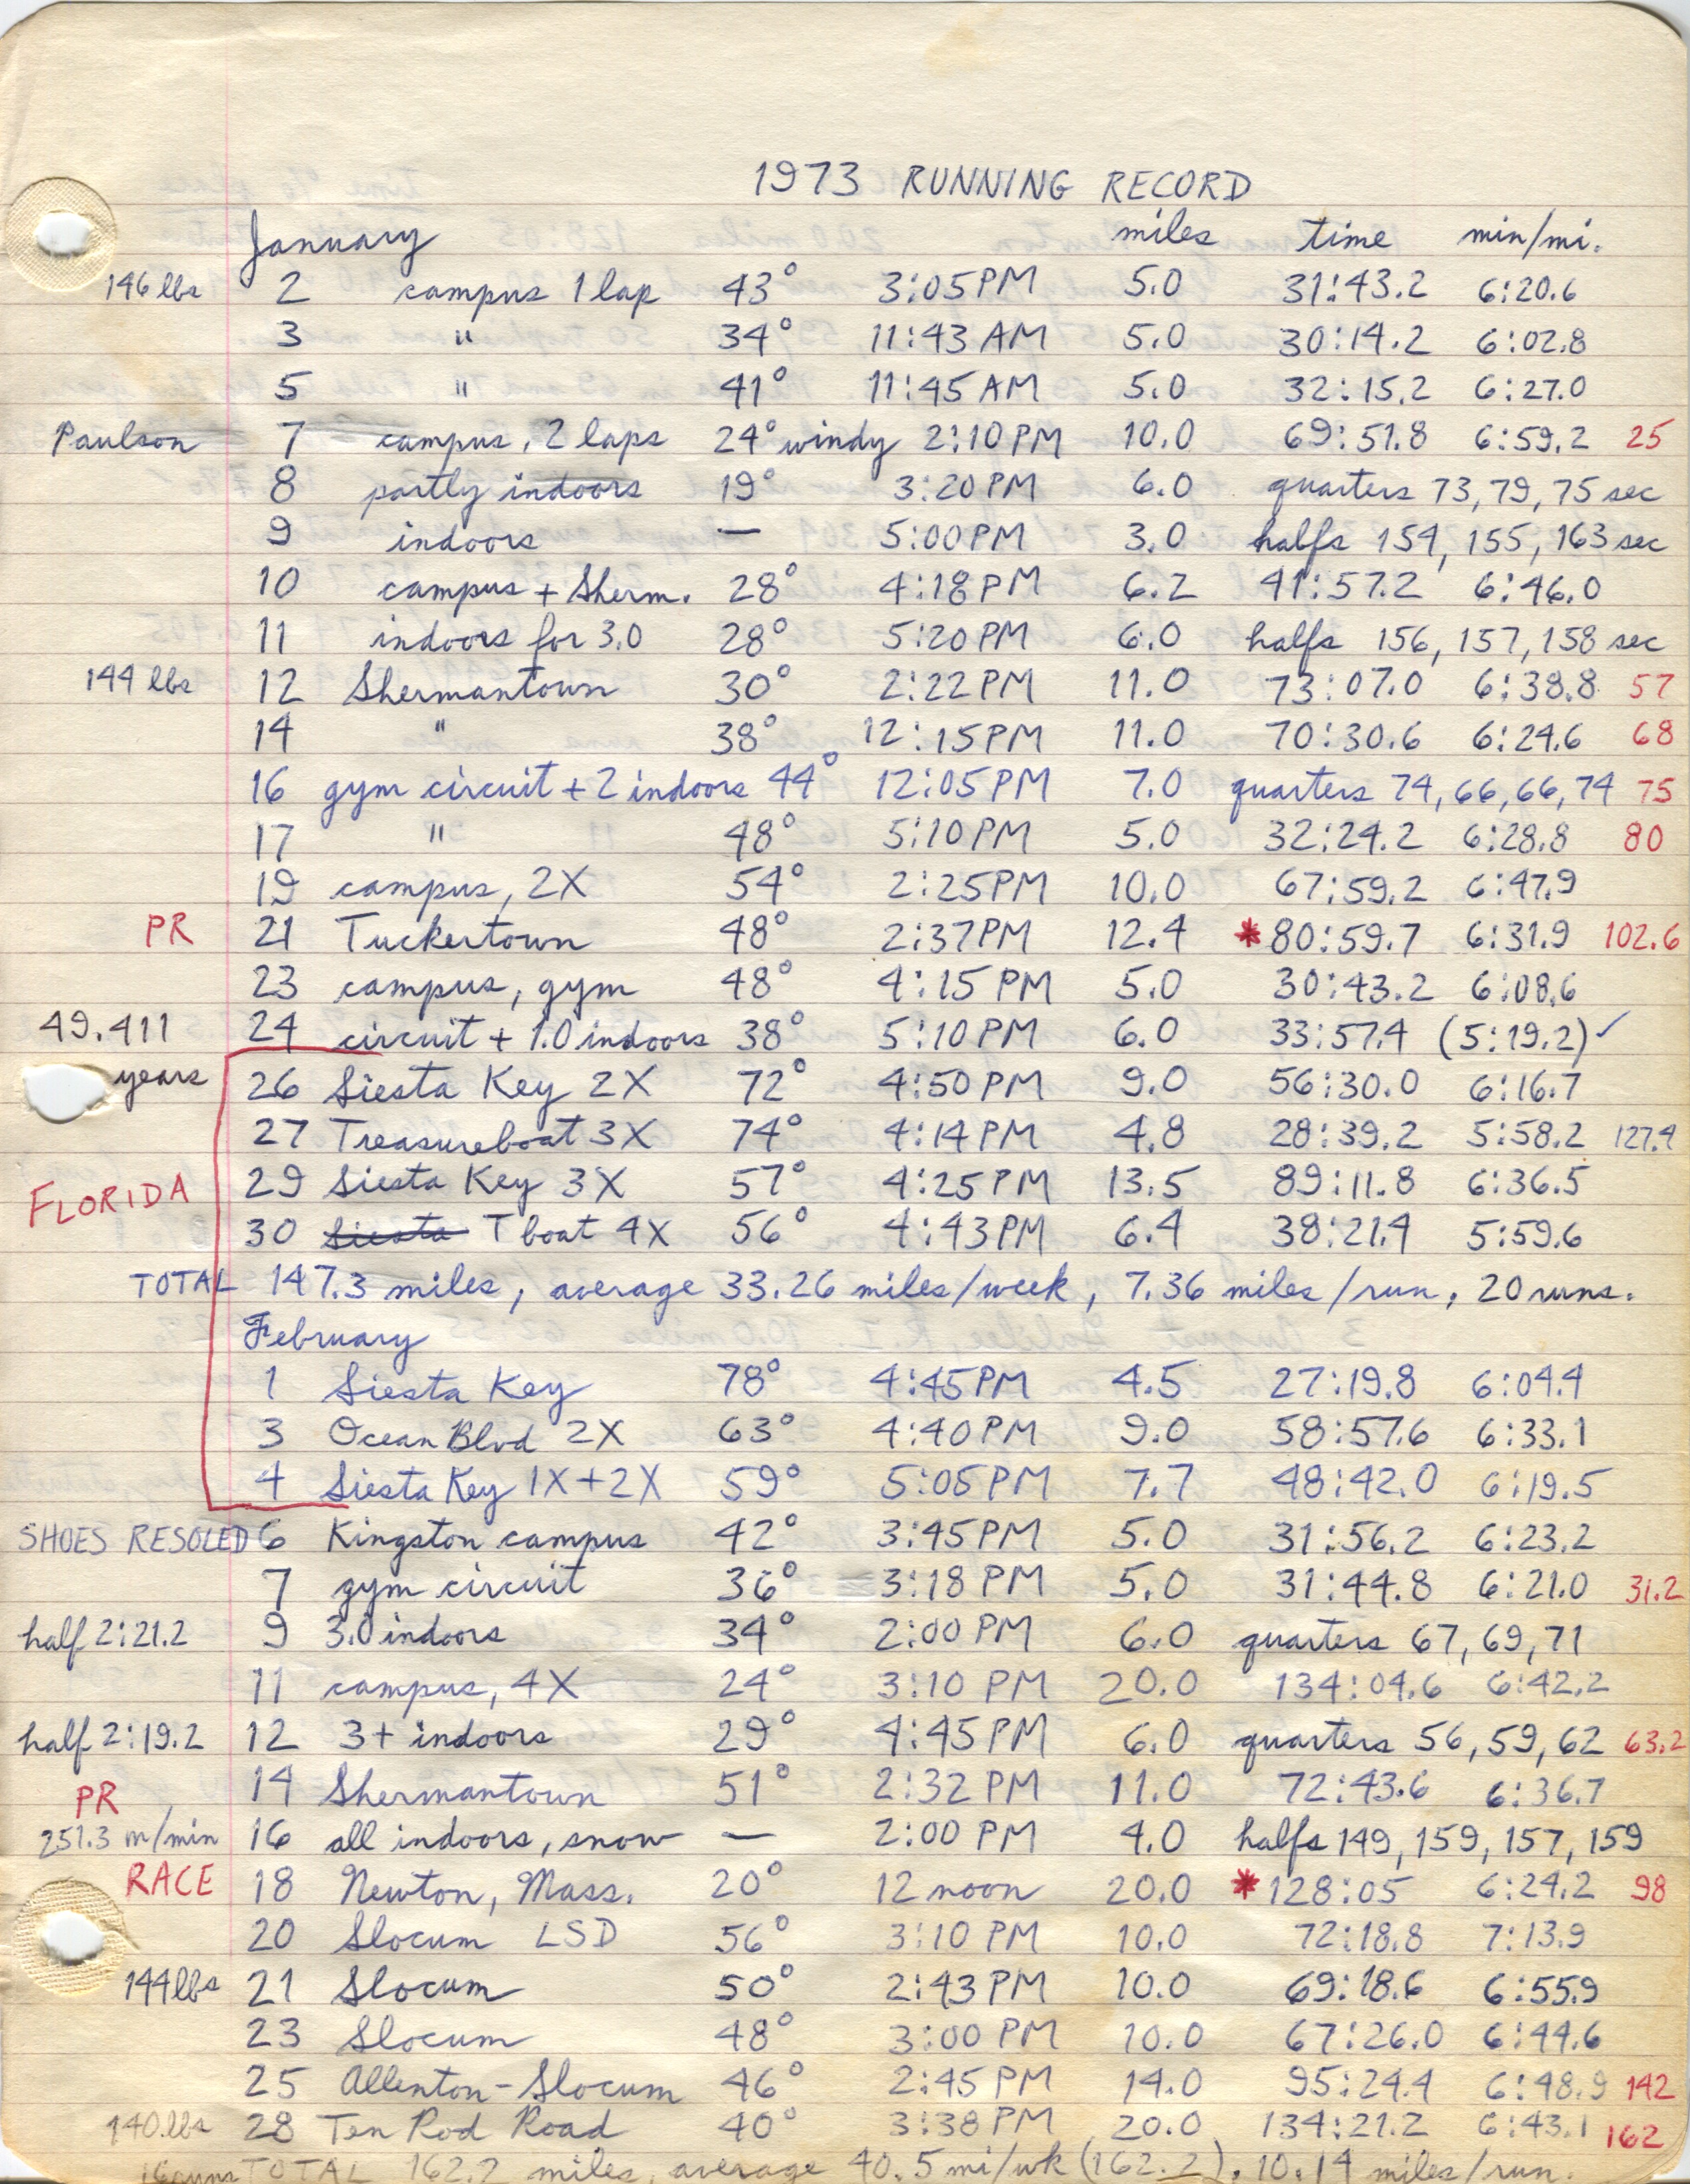 1973 RUNNING RECORD
January miles time min/mi.
146 lbs 2 campus 1 lap 43° 3:05 PM 5.0 31:43.2 6:20.6
3 " 34° 11:43 AM 5.0 30:14.2 6:02.8
5 " 41° 11:45 AM 5.0 32:15.2 6:27.0
Paulson 7 campus, 2 laps 24° windy 2:10 PM 10.0 69:51.8 6:59.2 25
8 partly indoors 19° 3:20 PM 6.0 quarters 73, 79, 75 sec
9 indoors — 5:00 PM 3.0 halfs 154, 155, 163 sec
10 campus + Sherm. 28° 4:18 PM 6.2 41:57.2 6:46.0
11 indoors for 3.0 28° 5:20 PM 6.0 halfs 156, 157, 158 sec
144 lbs 12 Shermantown 30° 2:22 PM 11.0 73:07.0 6:38.8 57
14 " 38° 12:15 PM 11.0 70:30.6 6:24.6 68
16 gym circuit + 2 indoors 44° 12:05 PM 7.0 quarters 74, 66, 66, 74 75
17 " 48° 5:10 PM 5.0 32:24.2 6:28.8 80
19 campus, 2X 54° 2:25 PM 10.0 67:59.2 6:47.9
PR 21 Tuckertown 48° 2:37 PM 12.4 *80:59.7 6:31.9 102.6
23 campus, gym 48° 4:15 PM 5.0 30:43.2 6:08.6
49.411 24 circuit + 1.0 indoors 38° 5:10 PM 6.0 33:57.4 (5:19.2)✓
years 26 Siesta Key 2X 72° 4:50 PM 9.0 56:30.0 6:16.7
27 Treasureboat 3X 74° 4:14 PM 4.8 28:39.2 5:58.2 127.4
FLORIDA 29 Siesta Key 3X 57° 4:25 PM 13.5 89:11.8 6:36.5
30 Siesta T boat 4X 56° 4:43 PM 6.4 38:21.4 5:59.6
TOTAL 147.3 miles, average 33.26 miles/week, 7.36 miles/run, 20 runs.
February
1 Siesta Key 78° 4:45 PM 4.5 27:19.8 6:04.4
3 Ocean Blvd 2X 63° 4:40 PM 9.0 58:57.6 6:33.1
4 Siesta Key 1X+2X 59° 5:05 PM 7.7 48:42.0 6:19.5
SHOES RESOLED 6 Kingston campus 42° 3:45 PM 5.0 31:56.2 6:23.2
7 gym circuit 36° 3:18 PM 5.0 31:44.8 6:21.0 31.2
half 2:21.2 9 3.0 indoors 34° 2:00 PM 6.0 quarters 67, 69, 71
11 campus, 4X 24° 3:10 PM 20.0 134:04.6 6:42.2
half 2:19.2 12 3+ indoors 29° 4:45 PM 6.0 quarters 56, 59, 62 63.2
PR 14 Shermantown 51° 2:32 PM 11.0 72:43.6 6:36.7
251.3 m/min 16 all indoors, snow — 2:00 PM 4.0 halfs 149, 159, 157, 159
RACE 18 Newton, Mass. 20° 12 noon 20.0 *128:05 6:24.2 98
20 Slocum LSD 56° 3:10 PM 10.0 72:18.8 7:13.9
144 lbs 21 Slocum 50° 2:43 PM 10.0 69:18.6 6:55.9
23 Slocum 48° 3:00 PM 10.0 67:26.0 6:44.6
25 Allenton-Slocum 46° 2:45 PM 14.0 95:24.4 6:48.9 142
140 lbs 28 Ten Rod Road 40° 3:38 PM 20.0 134:21.2 6:43.1 162
16 runs TOTAL 162.2 miles, average 40.5 mi/wk (162.2), 10.14 miles/run